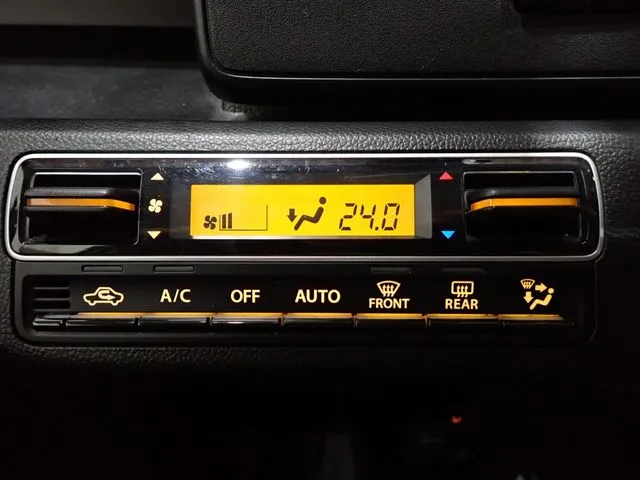 24.0
A/C OFF AUTO FRONT REAR